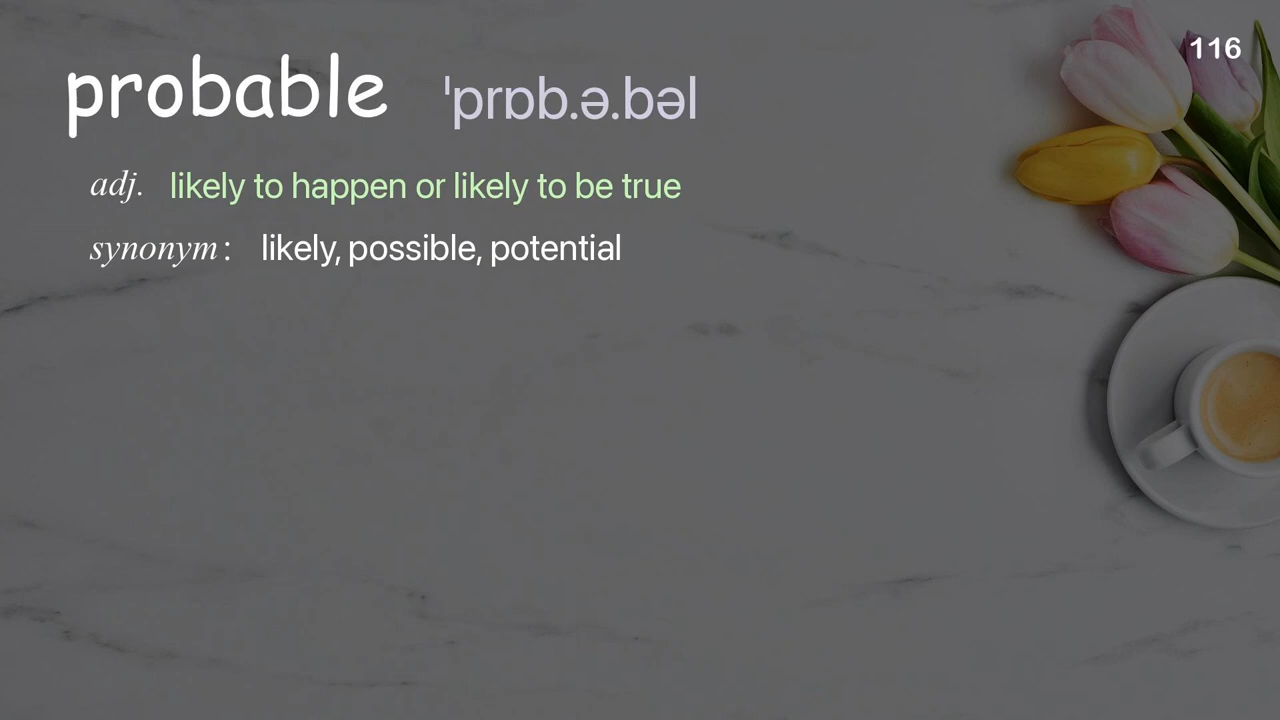 116
probable ˈprɒb.ə.bəl
adj. likely to happen or likely to be true
synonym: likely, possible, potential